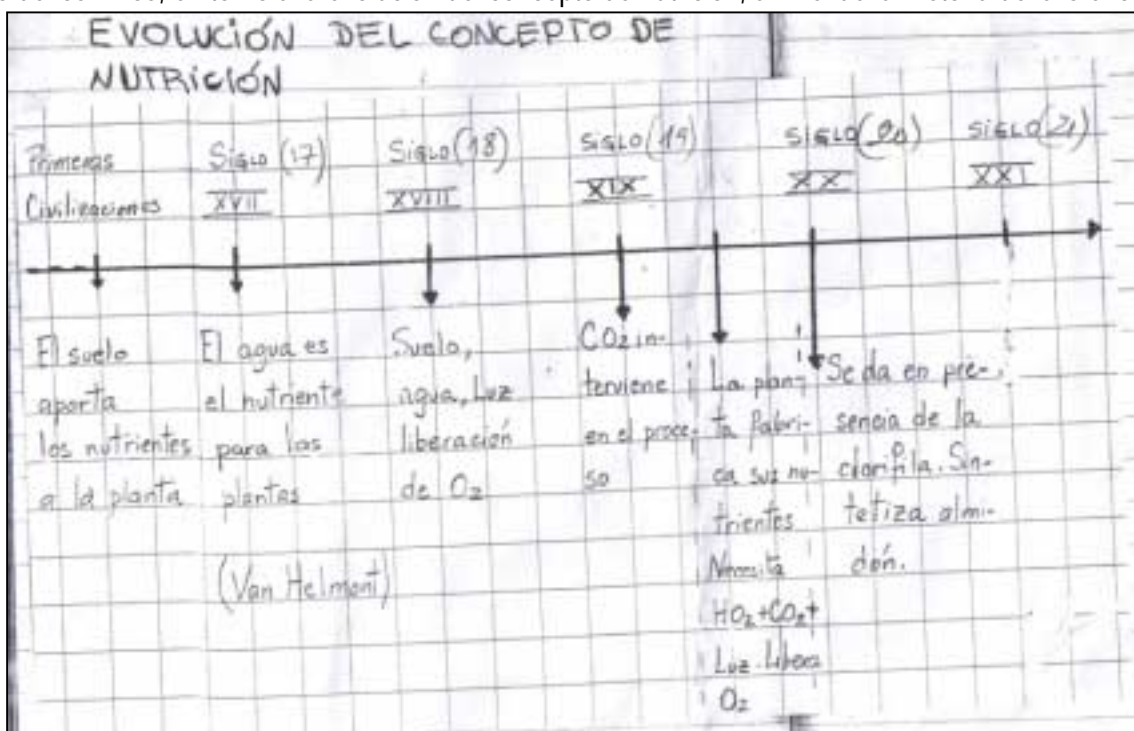 EVOLUCIÓN DEL CONCEPTO DE
NUTRICIÓN
Primeras
Civilizaciones
SIGLO (17)
XVII
SIGLO (18)
XVIII
SIGLO (19)
XIX
SIGLO (20)
XX
SIGLO (21)
XXI
El suelo
aporta
los nutrientes
a la planta
El agua es
el nutriente
para las
plantas
(Van Helmont)
Suelo,
agua, Luz
liberación
de O2
CO2 in-
terviene
en el proce-
so
La plan-
ta fabri-
ca sus nu-
trientes
Necesita
HO2+CO2+
Luz. Libera
O2
Se da en pre-
sencia de la
clorifila. Sin-
tetiza almi-
dón.